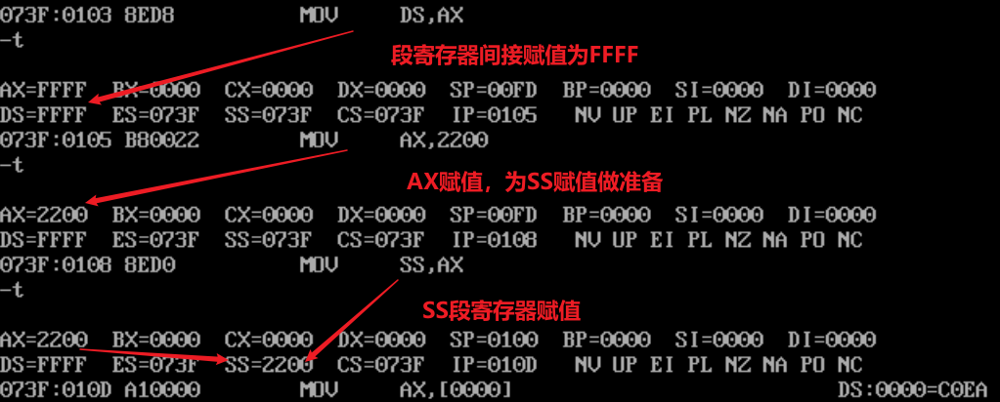 073F:0103 8ED8 MOV DS,AX
-t
段寄存器间接赋值为FFFF
AX=FFFF BX=0000 CX=0000 DX=0000 SP=00FD BP=0000 SI=0000 DI=0000
DS=FFFF ES=073F SS=073F CS=073F IP=0105 NV UP EI PL NZ NA PO NC
073F:0105 B80022 MOV AX,2200
-t
AX赋值，为SS赋值做准备
AX=2200 BX=0000 CX=0000 DX=0000 SP=00FD BP=0000 SI=0000 DI=0000
DS=FFFF ES=073F SS=073F CS=073F IP=0108 NV UP EI PL NZ NA PO NC
073F:0108 8ED0 MOV SS,AX
-t
SS段寄存器赋值
AX=2200 BX=0000 CX=0000 DX=0000 SP=0100 BP=0000 SI=0000 DI=0000
DS=FFFF ES=073F SS=2200 CS=073F IP=010D NV UP EI PL NZ NA PO NC
073F:010D A10000 MOV AX,[0000] DS:0000=C0EA